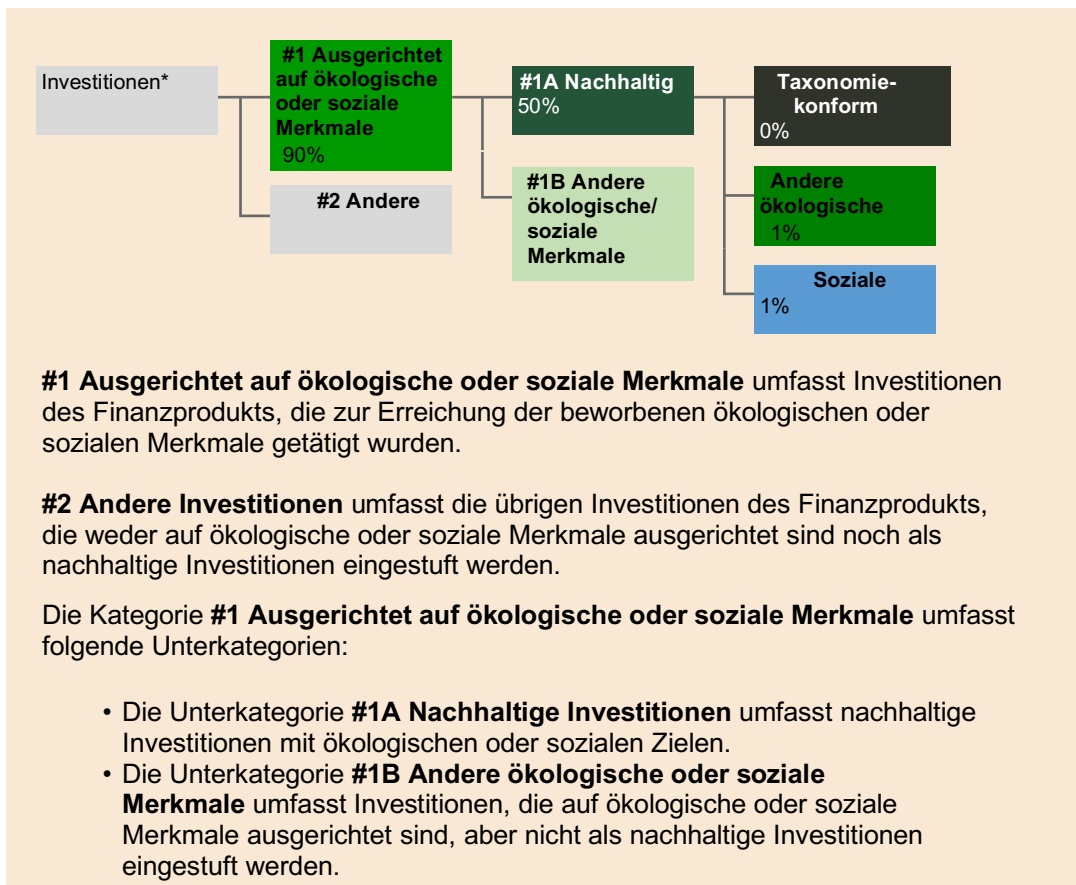 Investitionen*
#1 Ausgerichtet
auf ökologische
oder soziale
Merkmale
90%
#2 Andere
#1A Nachhaltig
50%
#1B Andere
ökologische/
soziale
Merkmale
Taxonomie-
konform
0%
Andere
ökologische
1%
Soziale
1%
#1 Ausgerichtet auf ökologische oder soziale Merkmale umfasst Investitionen
des Finanzprodukts, die zur Erreichung der beworbenen ökologischen oder
sozialen Merkmale getätigt wurden.
#2 Andere Investitionen umfasst die übrigen Investitionen des Finanzprodukts,
die weder auf ökologische oder soziale Merkmale ausgerichtet sind noch als
nachhaltige Investitionen eingestuft werden.
Die Kategorie #1 Ausgerichtet auf ökologische oder soziale Merkmale umfasst
folgende Unterkategorien:
• Die Unterkategorie #1A Nachhaltige Investitionen umfasst nachhaltige
Investitionen mit ökologischen oder sozialen Zielen.
• Die Unterkategorie #1B Andere ökologische oder soziale
Merkmale umfasst Investitionen, die auf ökologische oder soziale
Merkmale ausgerichtet sind, aber nicht als nachhaltige Investitionen
eingestuft werden.